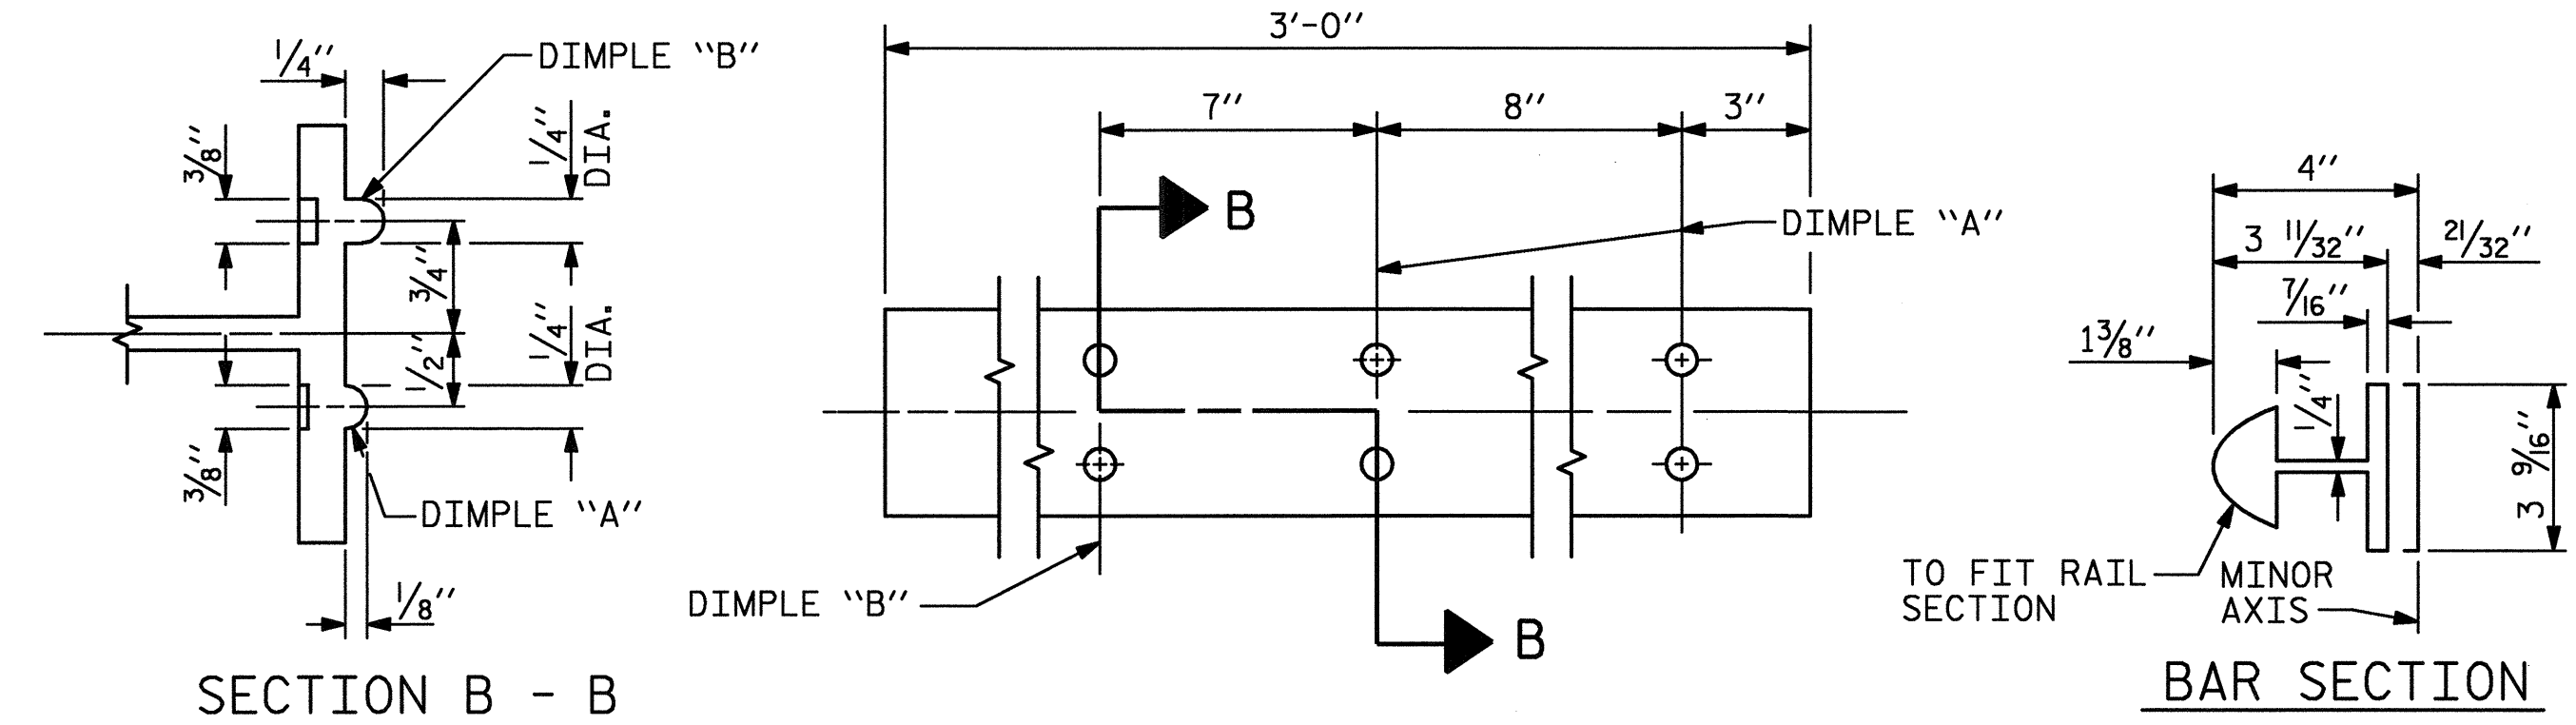 1/4"
DIMPLE "B"
3/8"
1/4"
DIA.
3/4"
1/2"
1/4"
DIA.
3/8"
DIMPLE "A"
1/8"
SECTION B - B
3'-0"
7"
8"
3"
B
DIMPLE "A"
DIMPLE "B"
B
4"
3 11/32"
21/32"
7/16"
1 3/8"
1/4"
3 9/16"
TO FIT RAIL
SECTION
MINOR
AXIS
BAR SECTION